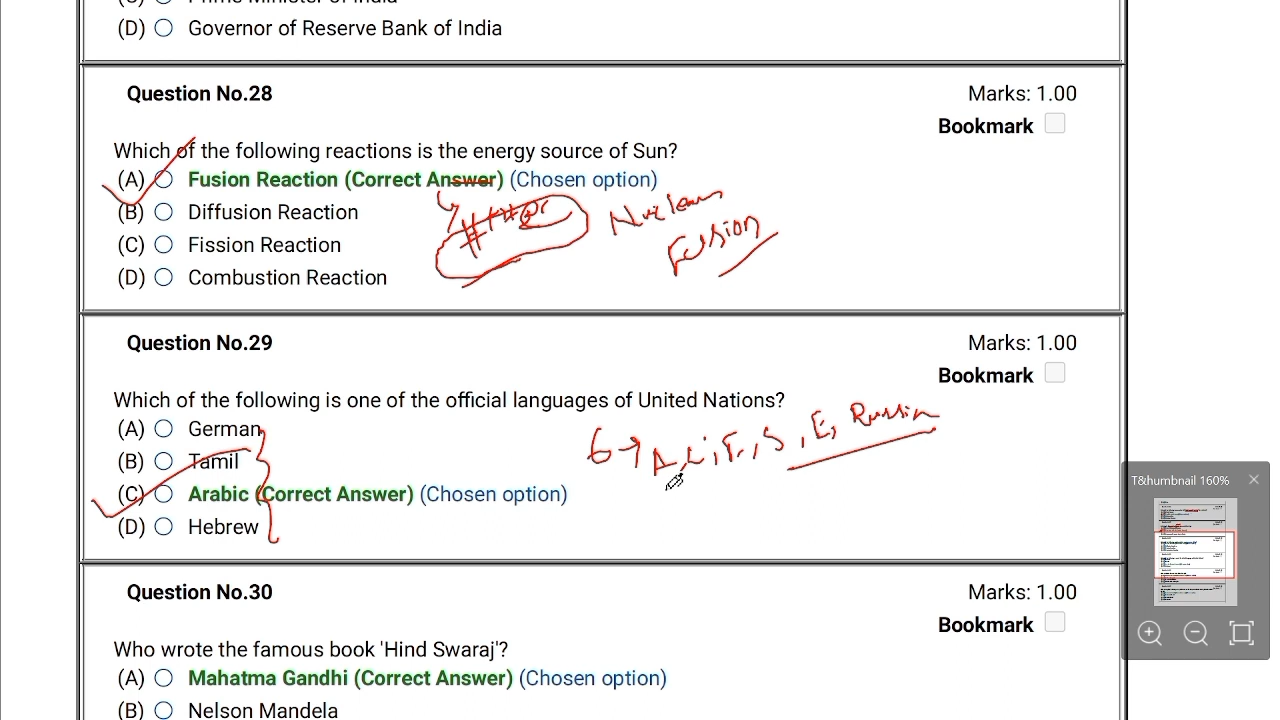 (D) Governor of Reserve Bank of India
Question No.28 Marks: 1.00
Bookmark
Which of the following reactions is the energy source of Sun?
(A) Fusion Reaction (Correct Answer) (Chosen option)
(B) Diffusion Reaction
Nuclear
(C) Fission Reaction
Fusion
(D) Combustion Reaction
Question No.29 Marks: 1.00
Bookmark
Which of the following is one of the official languages of United Nations?
(A) German
(B) Tamil
6→ A, C, F, S, E, Russian
(C) Arabic (Correct Answer) (Chosen option)
(D) Hebrew
T&humbnail 160%
Question No.30 Marks: 1.00
Bookmark
Who wrote the famous book 'Hind Swaraj'?
(A) Mahatma Gandhi (Correct Answer) (Chosen option)
(B) Nelson Mandela